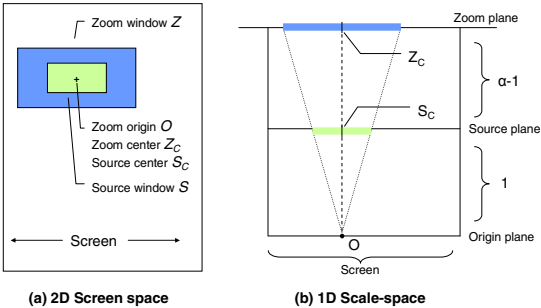 Zoom window Z
Zoom origin O
Zoom center Z_C
Source center S_C
Source window S
Screen
(a) 2D Screen space
Zoom plane
Z_C
α-1
S_C
Source plane
1
O
Origin plane
Screen
(b) 1D Scale-space